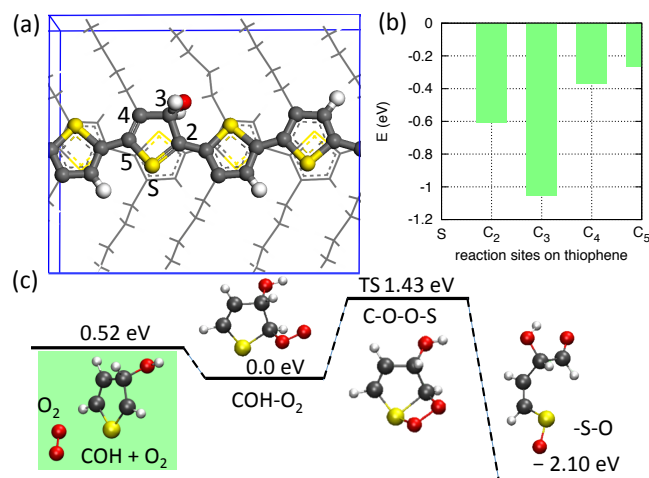 (a)
3
4
2
5
S
(b)
E (eV)
0
-0.2
-0.4
-0.6
-0.8
-1
-1.2
S C₂ C₃ C₄ C₅
reaction sites on thiophene
(c)
0.52 eV
O₂
COH + O₂
0.0 eV
COH-O₂
TS 1.43 eV
C-O-O-S
-S-O
− 2.10 eV